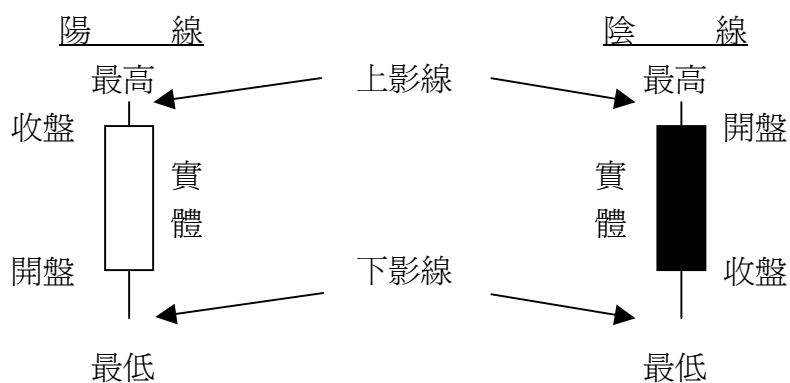 陽 線 陰 線
最高 上影線 最高
收盤 開盤
實 實
體 體
開盤 下影線 收盤
最低 最低